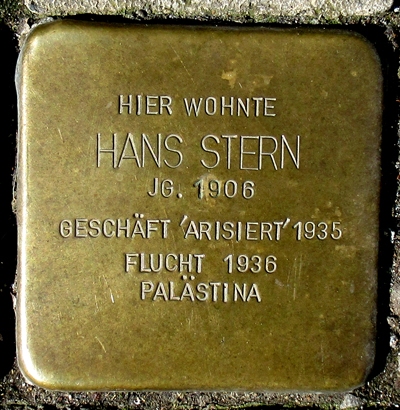 HIER WOHNTE
HANS STERN
JG. 1906
GESCHÄFT 'ARISIERT' 1935
FLUCHT 1936
PALÄSTINA